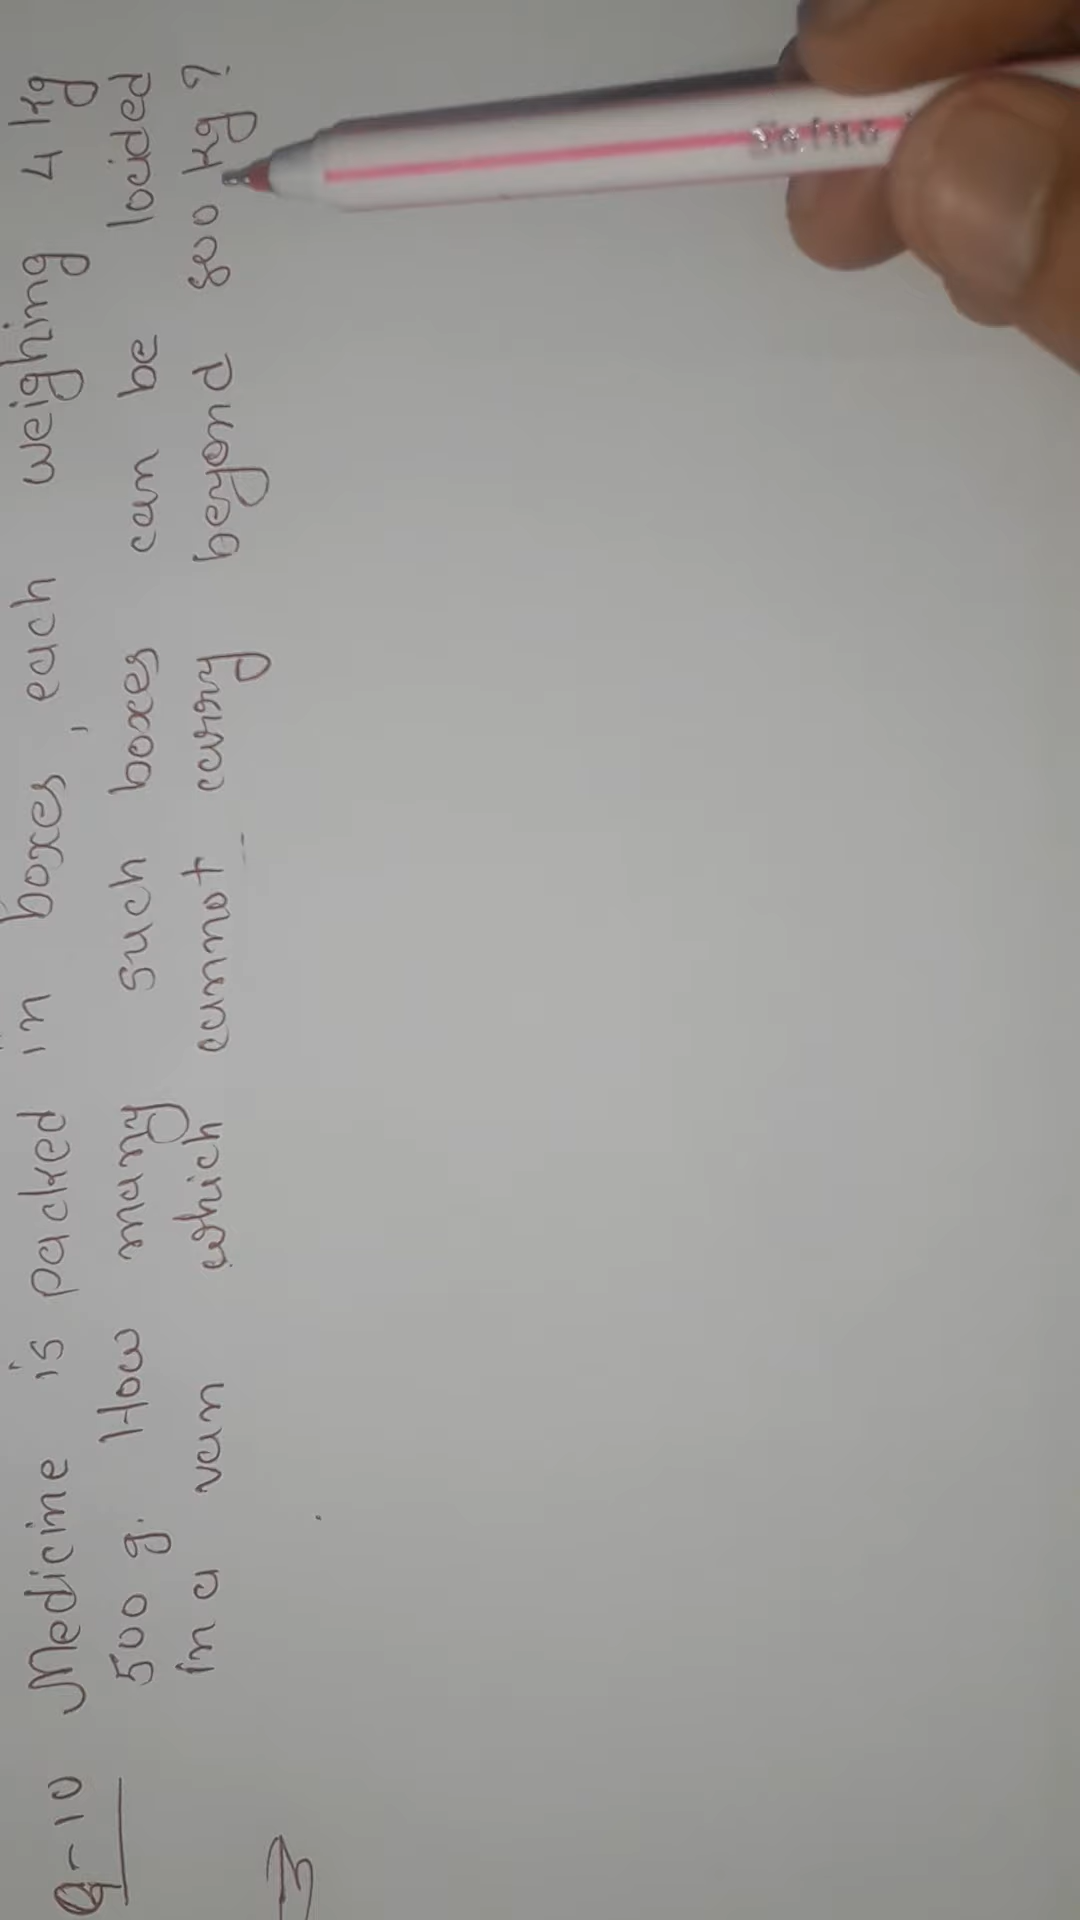 Q-10 Medicine is packed in boxes, each weighing 4 kg
500 g. How many such boxes can be loaded
in a van which cannot carry beyond 800 kg?